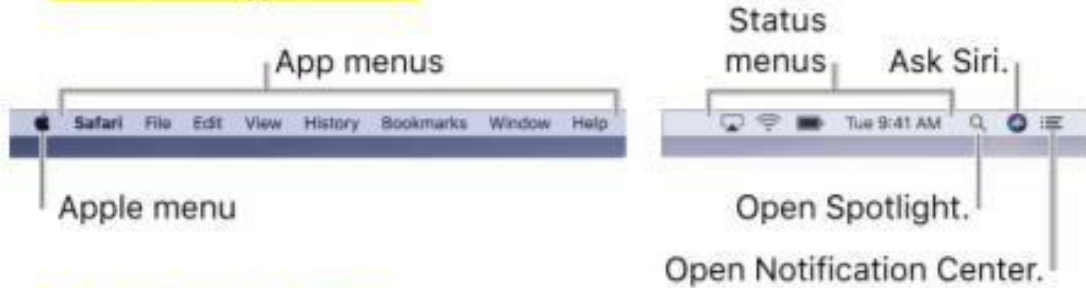 App menus
Safari File Edit View History Bookmarks Window Help
Apple menu
Status
menus
Ask Siri.
Tue 9:41 AM
Open Spotlight.
Open Notification Center.